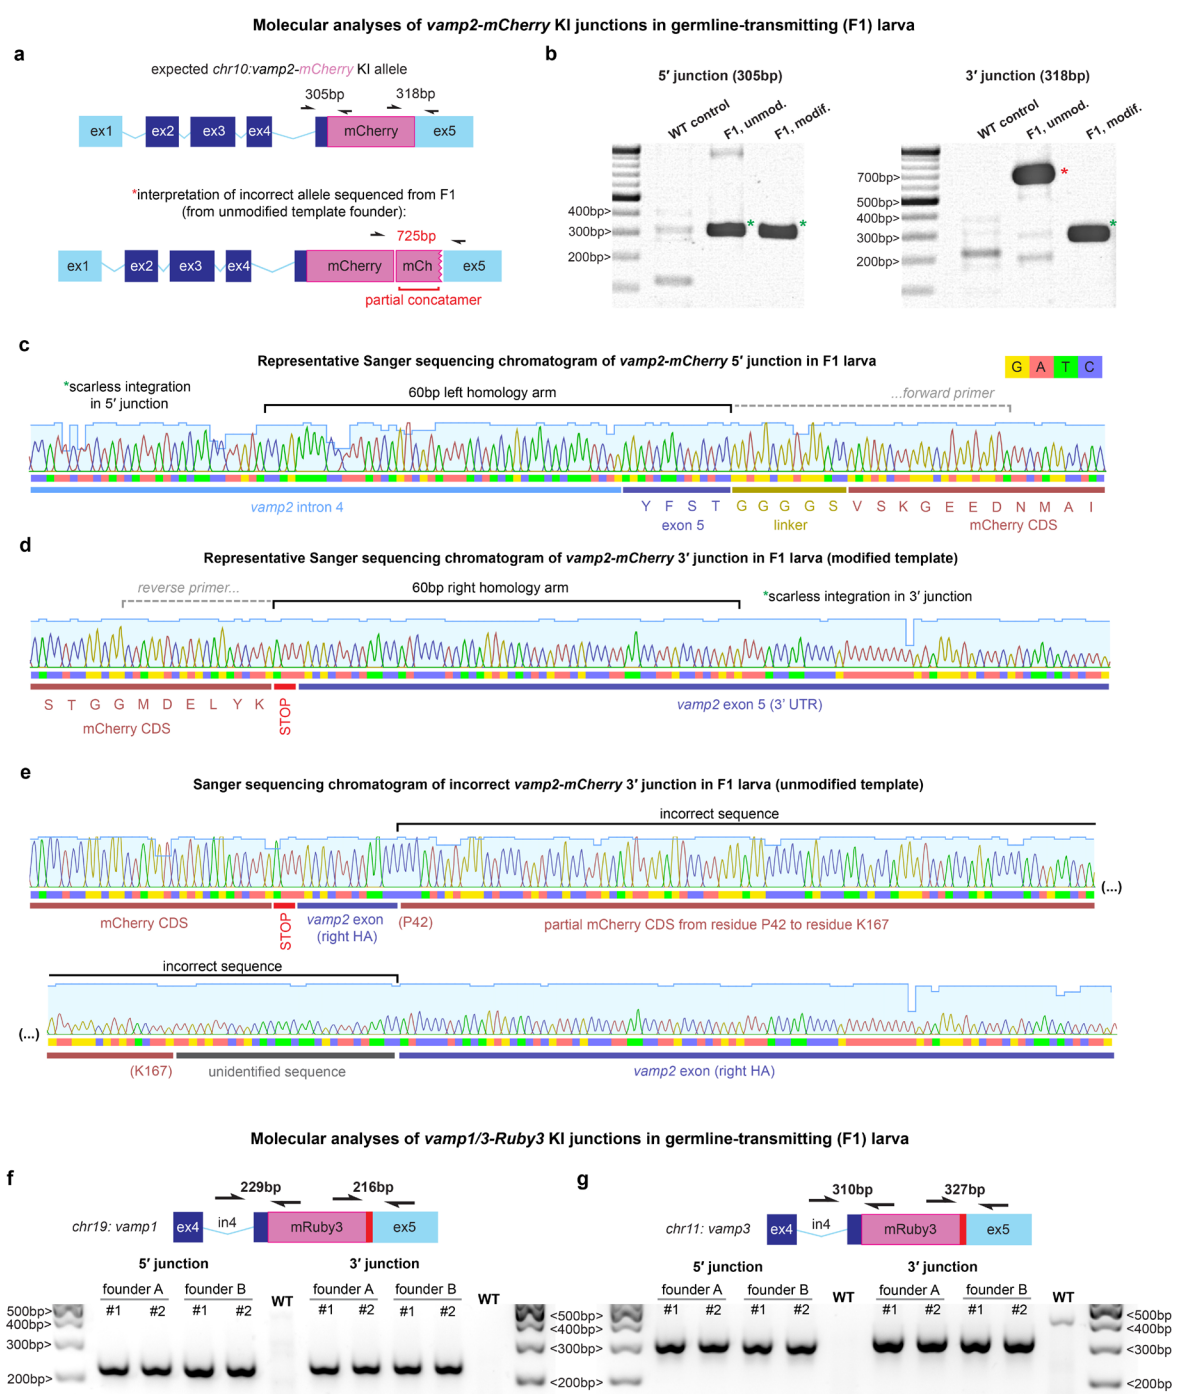 Molecular analyses of vamp2-mCherry KI junctions in germline-transmitting (F1) larva
a
expected chr10:vamp2-mCherry KI allele
305bp
318bp
ex1
ex2
ex3
ex4
mCherry
ex5
*interpretation of incorrect allele sequenced from F1
(from unmodified template founder):
725bp
ex1
ex2
ex3
ex4
mCherry
mCh
ex5
partial concatamer
b
5′ junction (305bp)
WT control
F1, unmod.
F1, modif.
400bp>
300bp>
200bp>
*
*
3′ junction (318bp)
WT control
F1, unmod.
F1, modif.
700bp>
500bp>
400bp>
300bp>
200bp>
*
*
c
Representative Sanger sequencing chromatogram of vamp2-mCherry 5′ junction in F1 larva
G A T C
*scarless integration
in 5′ junction
60bp left homology arm
...forward primer
vamp2 intron 4
Y F S T G G G G S V S K G E E D N M A I
exon 5
linker
mCherry CDS
d
Representative Sanger sequencing chromatogram of vamp2-mCherry 3′ junction in F1 larva (modified template)
reverse primer...
60bp right homology arm
*scarless integration in 3′ junction
S T G G M D E L Y K
STOP
mCherry CDS
vamp2 exon 5 (3′ UTR)
e
Sanger sequencing chromatogram of incorrect vamp2-mCherry 3′ junction in F1 larva (unmodified template)
incorrect sequence
(...)
mCherry CDS
STOP
vamp2 exon
(right HA)
(P42)
partial mCherry CDS from residue P42 to residue K167
incorrect sequence
(...)
(K167)
unidentified sequence
vamp2 exon (right HA)
Molecular analyses of vamp1/3-Ruby3 KI junctions in germline-transmitting (F1) larva
f
229bp
216bp
chr19: vamp1
ex4
in4
mRuby3
ex5
5′ junction
3′ junction
founder A
founder B
WT
founder A
founder B
WT
#1
#2
#1
#2
#1
#2
#1
#2
500bp>
400bp>
300bp>
200bp>
<500bp
<400bp
<300bp
<200bp
g
310bp
327bp
chr11: vamp3
ex4
in4
mRuby3
ex5
5′ junction
3′ junction
founder A
founder B
WT
founder A
founder B
WT
#1
#2
#1
#2
#1
#2
#1
#2
<500bp
<400bp
<300bp
<200bp